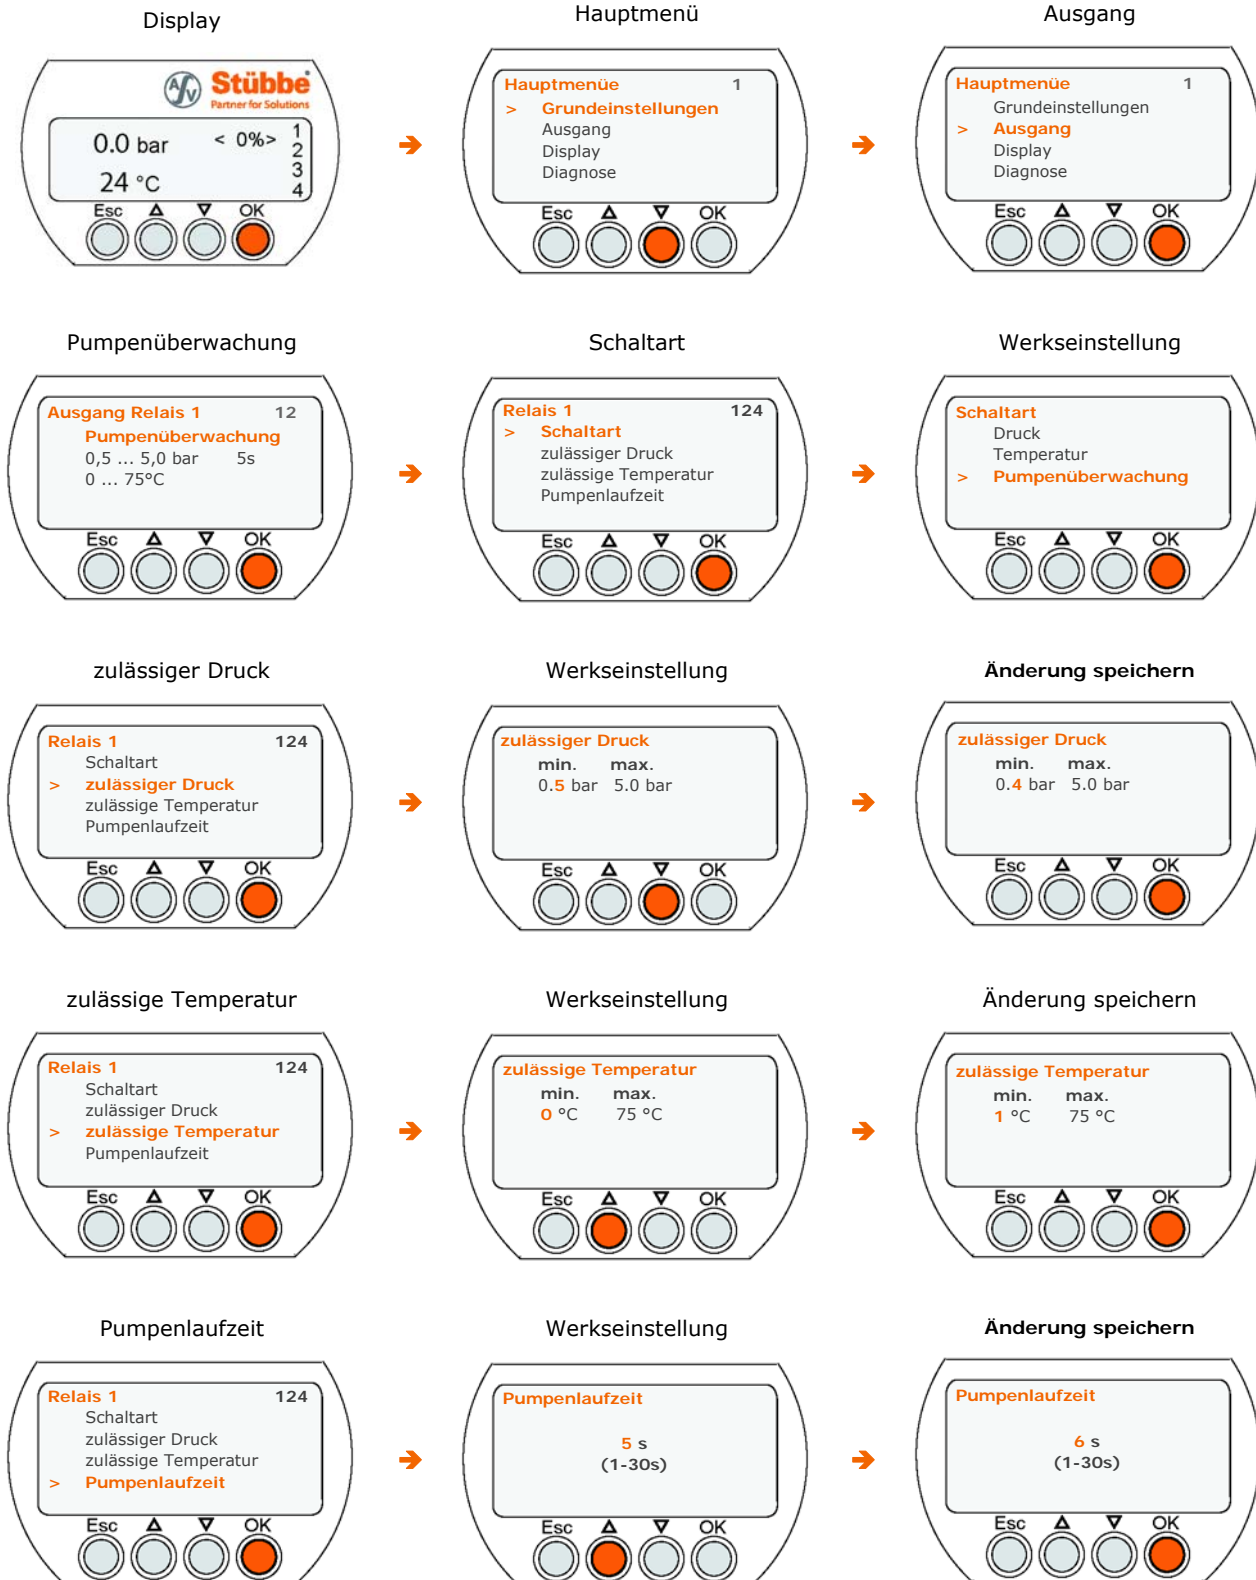 Display
Hauptmenü
Ausgang
ASV Stübbe
Partner for Solutions
0.0 bar < 0%> 1
2
3
24 °C 4
Esc OK
Hauptmenüe 1
> Grundeinstellungen
Ausgang
Display
Diagnose
Esc OK
Hauptmenüe 1
Grundeinstellungen
> Ausgang
Display
Diagnose
Esc OK
Pumpenüberwachung
Schaltart
Werkseinstellung
Ausgang Relais 1 12
Pumpenüberwachung
0,5 ... 5,0 bar 5s
0 ... 75°C
Esc OK
Relais 1 124
> Schaltart
zulässiger Druck
zulässige Temperatur
Pumpenlaufzeit
Esc OK
Schaltart
Druck
Temperatur
> Pumpenüberwachung
Esc OK
zulässiger Druck
Werkseinstellung
Änderung speichern
Relais 1 124
Schaltart
> zulässiger Druck
zulässige Temperatur
Pumpenlaufzeit
Esc OK
zulässiger Druck
min. max.
0.5 bar 5.0 bar
Esc OK
zulässiger Druck
min. max.
0.4 bar 5.0 bar
Esc OK
zulässige Temperatur
Werkseinstellung
Änderung speichern
Relais 1 124
Schaltart
zulässiger Druck
> zulässige Temperatur
Pumpenlaufzeit
Esc OK
zulässige Temperatur
min. max.
0 °C 75 °C
Esc OK
zulässige Temperatur
min. max.
1 °C 75 °C
Esc OK
Pumpenlaufzeit
Werkseinstellung
Änderung speichern
Relais 1 124
Schaltart
zulässiger Druck
zulässige Temperatur
> Pumpenlaufzeit
Esc OK
Pumpenlaufzeit
5 s
(1-30s)
Esc OK
Pumpenlaufzeit
6 s
(1-30s)
Esc OK